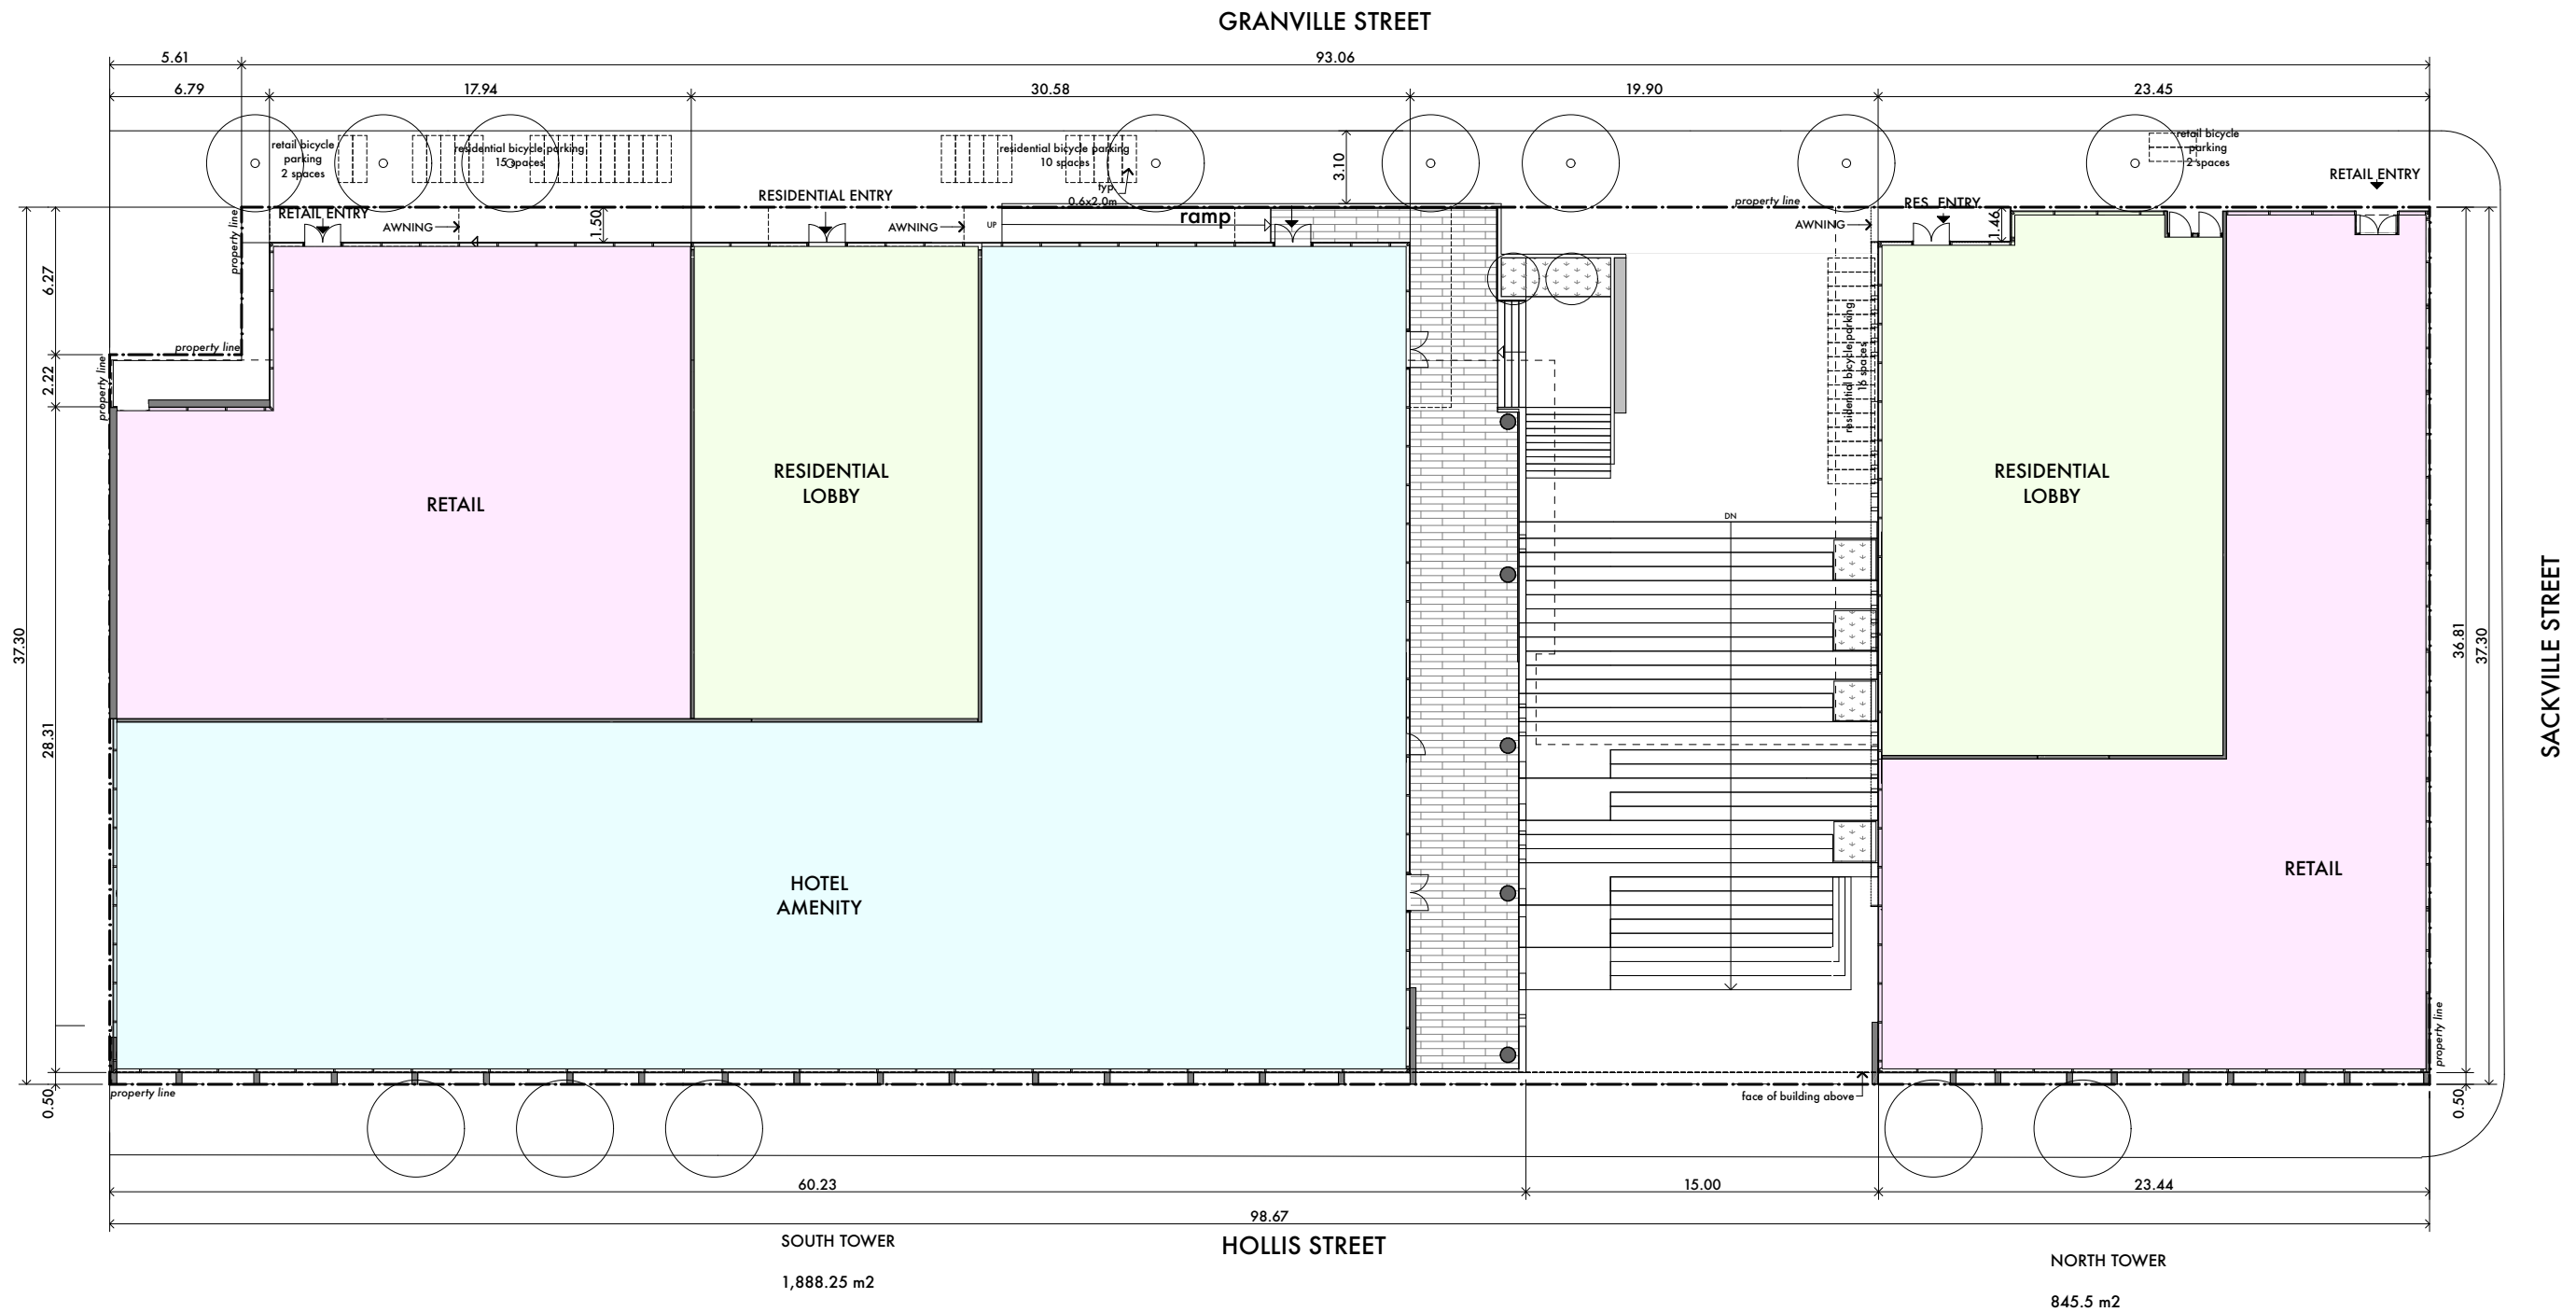 GRANVILLE STREET
5.61
93.06
6.79
17.94
30.58
19.90
23.45
retail bicycle
parking
2 spaces
residential bicycle parking
15 spaces
residential bicycle parking
10 spaces
typ.
0.6x2.0m
3.10
retail bicycle
parking
2 spaces
RETAIL ENTRY
RESIDENTIAL ENTRY
RETAIL ENTRY
AWNING
1.50
AWNING
UP
ramp
property line
AWNING
RES. ENTRY
1.46
property line
property line
property line
6.27
2.22
37.30
28.31
0.50
RETAIL
RESIDENTIAL
LOBBY
residential bicycle parking
16 spaces
RESIDENTIAL
LOBBY
DN
HOTEL
AMENITY
RETAIL
36.81
37.30
0.50
SACKVILLE STREET
property line
property line
face of building above
60.23
15.00
23.44
98.67
SOUTH TOWER
1,888.25 m2
HOLLIS STREET
NORTH TOWER
845.5 m2